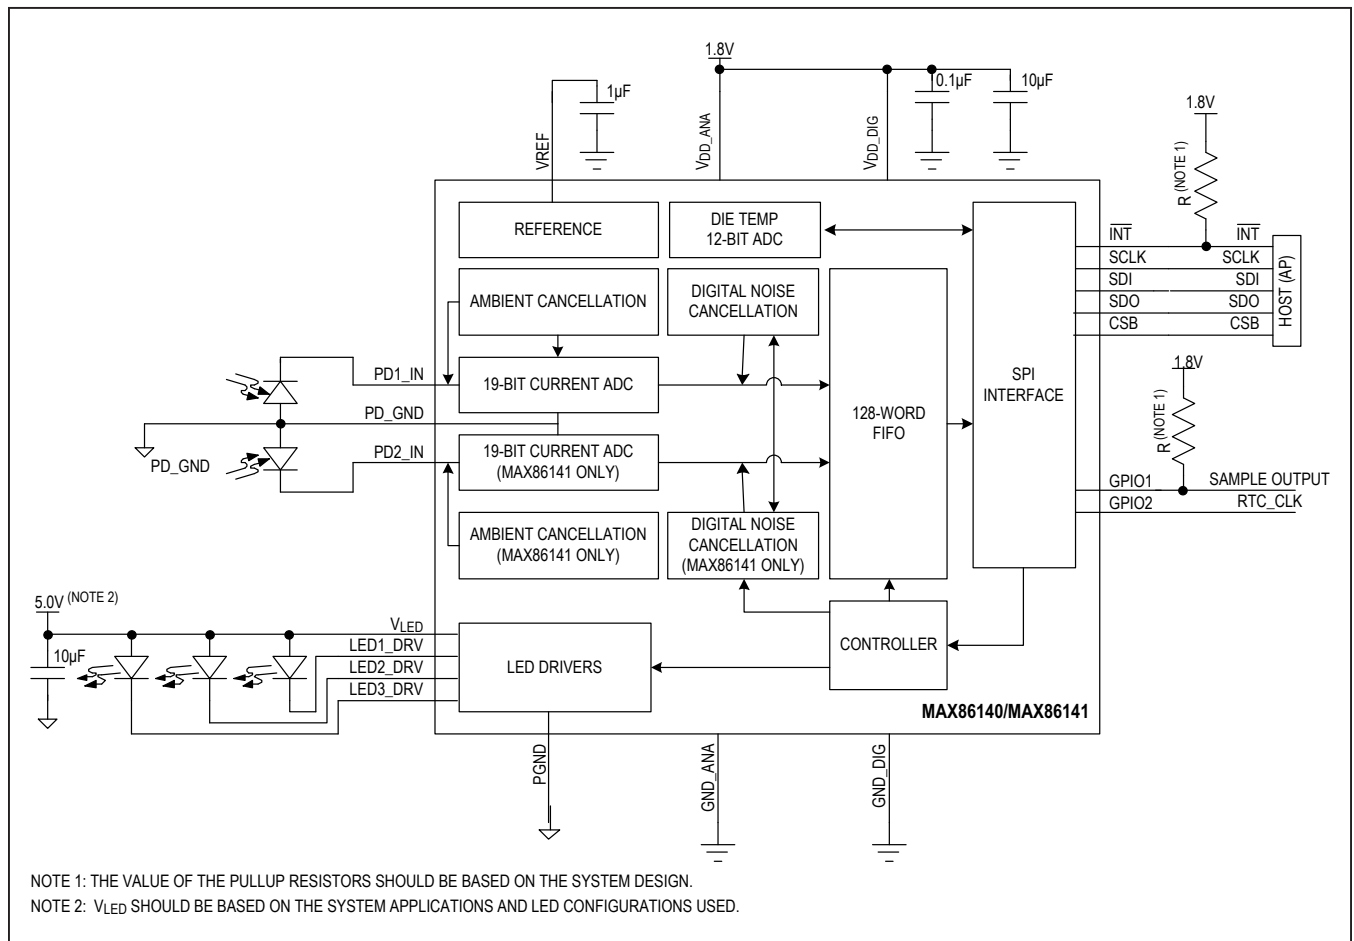 1.8V
1µF
0.1µF
10µF
1.8V
VREF
VDD_ANA
VDD_DIG
R (NOTE 1)
REFERENCE
DIE TEMP
12-BIT ADC
INT
INT
SCLK
SCLK
SDI
SDI
SDO
SDO
CSB
CSB
HOST (AP)
AMBIENT CANCELLATION
DIGITAL NOISE
CANCELLATION
PD1_IN
19-BIT CURRENT ADC
PD_GND
PD_GND
PD2_IN
19-BIT CURRENT ADC
(MAX86141 ONLY)
128-WORD
FIFO
SPI
INTERFACE
1.8V
R (NOTE 1)
GPIO1
SAMPLE OUTPUT
GPIO2
RTC_CLK
AMBIENT CANCELLATION
(MAX86141 ONLY)
DIGITAL NOISE
CANCELLATION
(MAX86141 ONLY)
5.0V (NOTE 2)
10µF
VLED
LED1_DRV
LED2_DRV
LED3_DRV
LED DRIVERS
CONTROLLER
MAX86140/MAX86141
PGND
GND_ANA
GND_DIG
NOTE 1: THE VALUE OF THE PULLUP RESISTORS SHOULD BE BASED ON THE SYSTEM DESIGN.
NOTE 2: VLED SHOULD BE BASED ON THE SYSTEM APPLICATIONS AND LED CONFIGURATIONS USED.